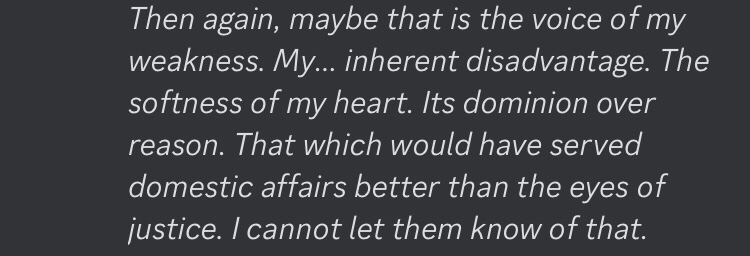 Then again, maybe that is the voice of my
weakness. My... inherent disadvantage. The
softness of my heart. Its dominion over
reason. That which would have served
domestic affairs better than the eyes of
justice. I cannot let them know of that.